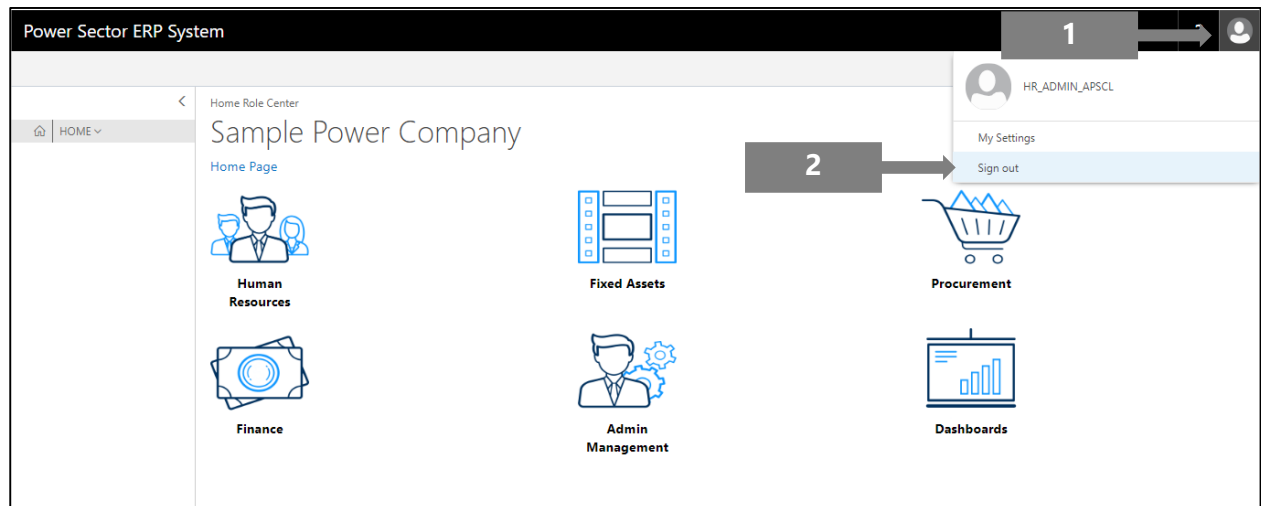 Power Sector ERP System
1
HR_ADMIN_APSCL
HOME
Home Role Center
Sample Power Company
My Settings
Home Page
2
Sign out
Human
Resources
Fixed Assets
Procurement
Finance
Admin
Management
Dashboards